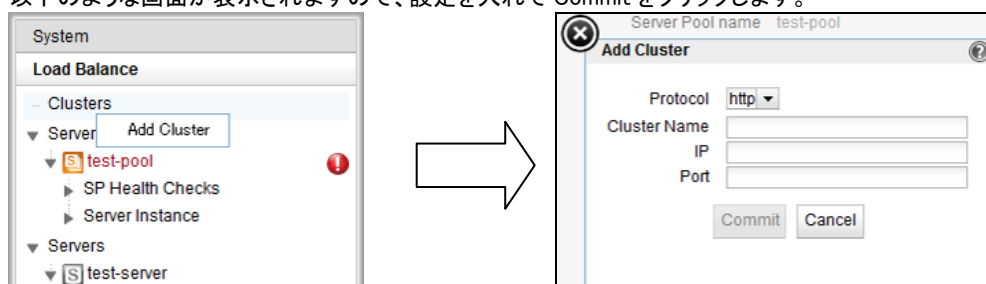 以下のような画面が表示されますので、設定を入れて Commit をクリックします。
System
Load Balance
Clusters
Add Cluster
Server
test-pool
SP Health Checks
Server Instance
Servers
test-server
Server Pool name test-pool
Add Cluster
Protocol http
Cluster Name
IP
Port
Commit Cancel